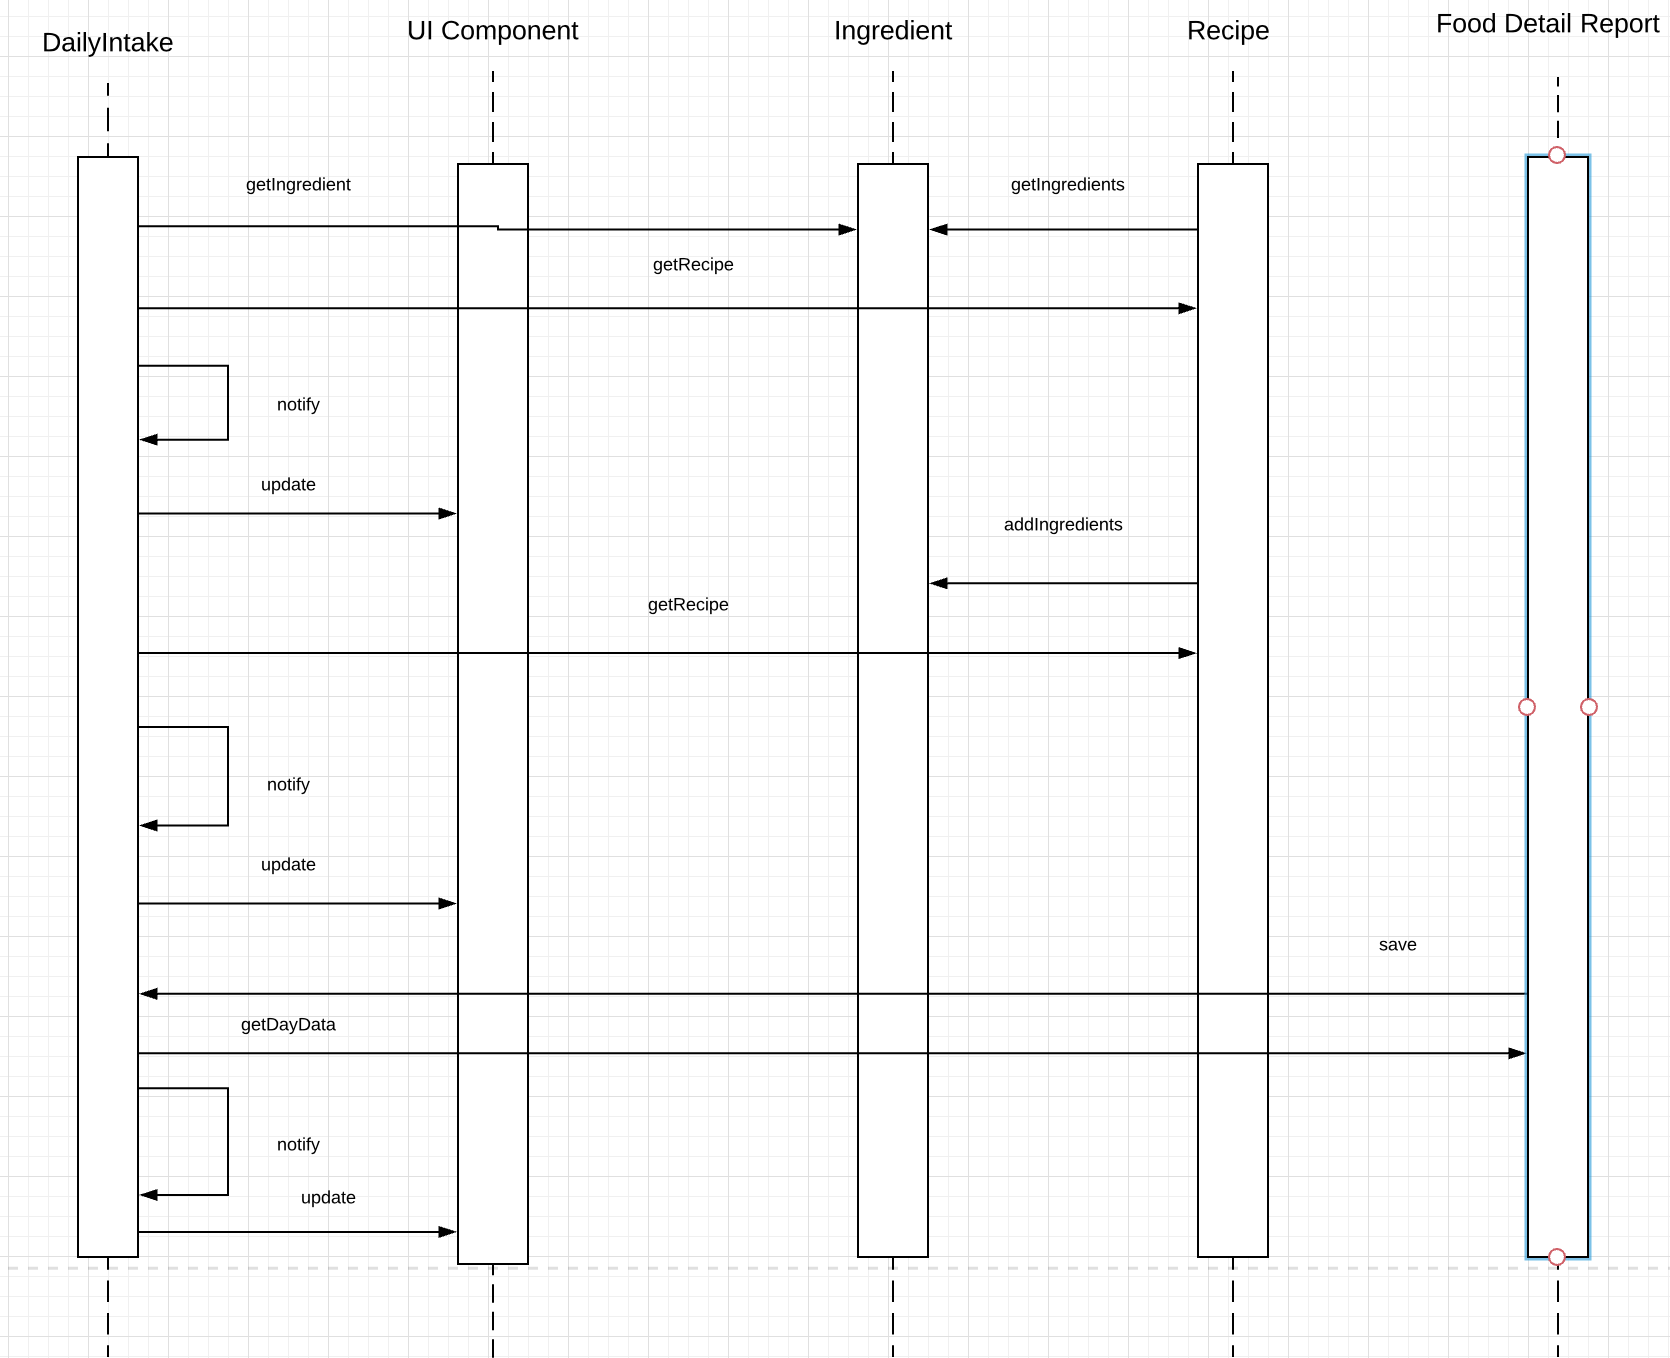 DailyIntake
UI Component
Ingredient
Recipe
Food Detail Report
getIngredient
getIngredients
getRecipe
notify
update
addIngredients
getRecipe
notify
update
save
getDayData
notify
update